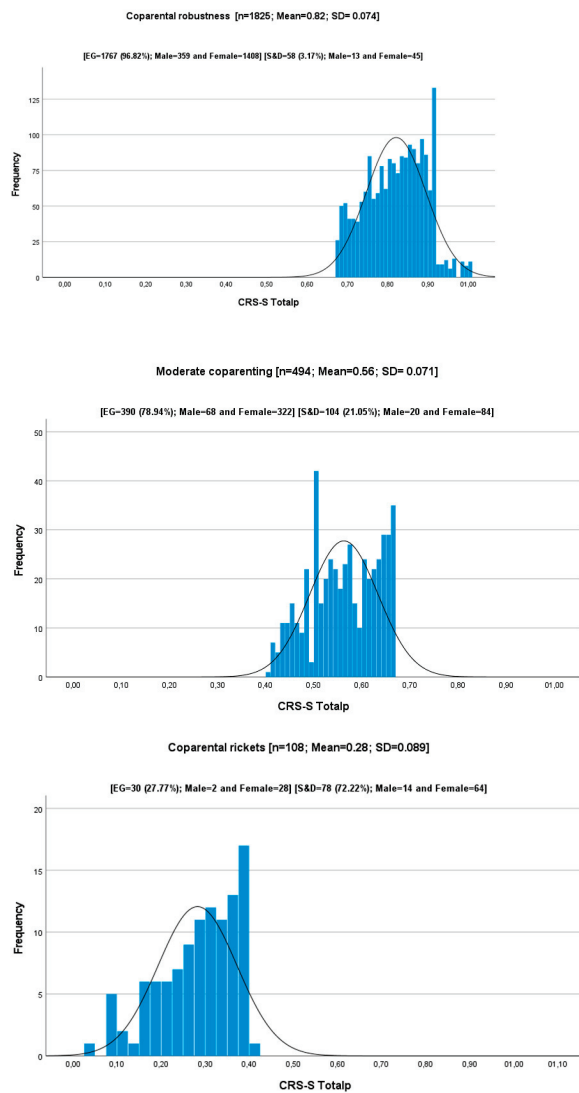 Coparental robustness [n=1825; Mean=0.82; SD= 0.074]
[EG=1767 (96.82%); Male=359 and Female=1408] [S&D=58 (3.17%; Male=13 and Female=45]
125
100
75
50
25
0
Frequency
0,00 0,10 0,20 0,30 0,40 0,50 0,60 0,70 0,80 0,90 01,00
CRS-S Totalp
Moderate coparenting [n=494; Mean=0.56; SD= 0.071]
[EG=390 (78.94%; Male=68 and Female=322] [S&D=104 (21.05%; Male=20 and Female=84]
50
40
30
20
10
0
Frequency
0,00 0,10 0,20 0,30 0,40 0,50 0,60 0,70 0,80 0,90 01,00
CRS-S Totalp
Coparental rickets [n=108; Mean=0.28; SD=0.089]
[EG=30 (27.77%); Male=2 and Female=28] [S&D=78 (72.22%; Male=14 and Female=64]
20
15
10
5
0
Frequency
0,00 0,10 0,20 0,30 0,40 0,50 0,60 0,70 0,80 0,90 01,00 01,10
CRS-S Totalp